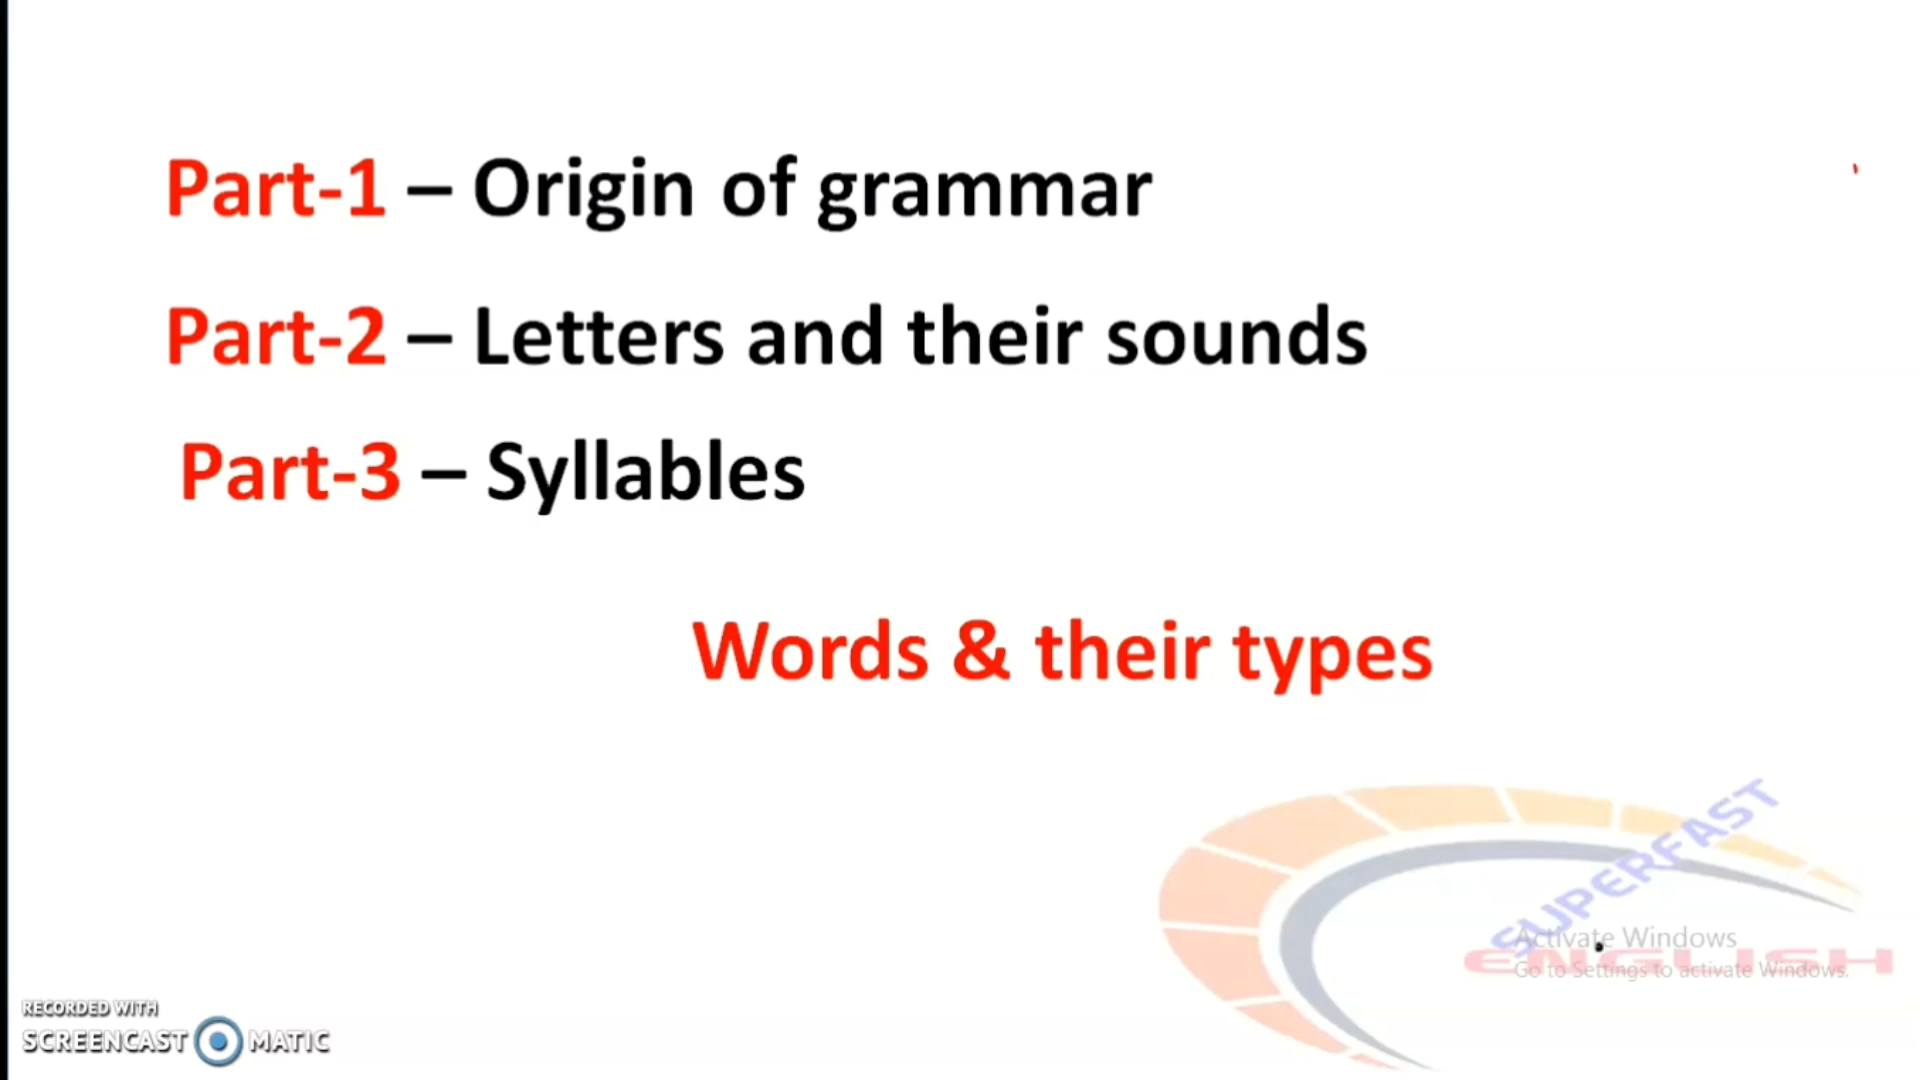 Part-1 – Origin of grammar
Part-2 – Letters and their sounds
Part-3 – Syllables
Words & their types
SUPERFAST
ENGLISH
Activate Windows
Go to Settings to activate Windows.
RECORDED WITH
SCREENCAST MATIC